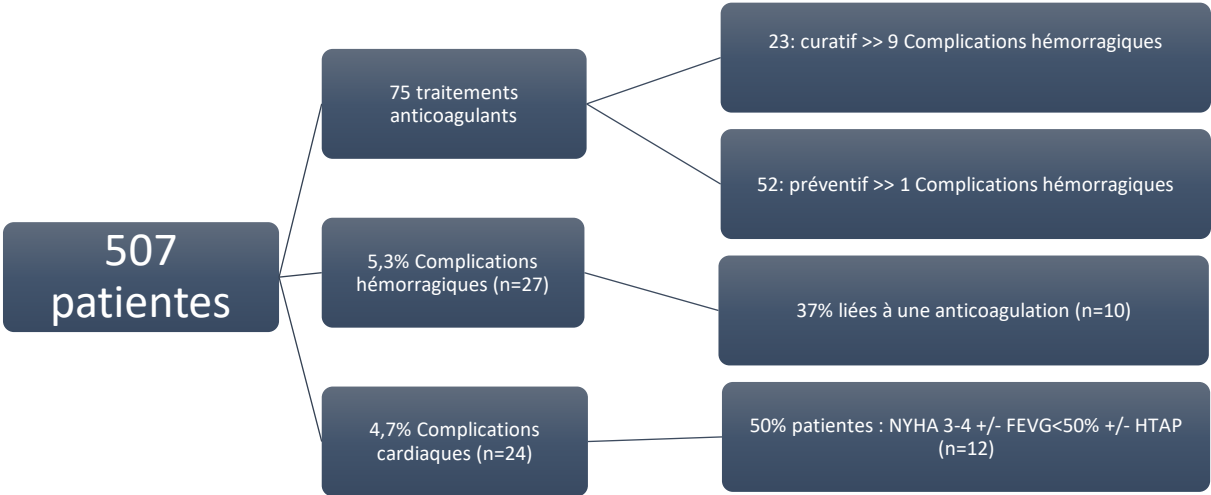 507
patientes
75 traitements
anticoagulants
23: curatif >> 9 Complications hémorragiques
52: préventif >> 1 Complications hémorragiques
5,3% Complications
hémorragiques (n=27)
37% liées à une anticoagulation (n=10)
4,7% Complications
cardiaques (n=24)
50% patientes : NYHA 3-4 +/- FEVG<50% +/- HTAP
(n=12)